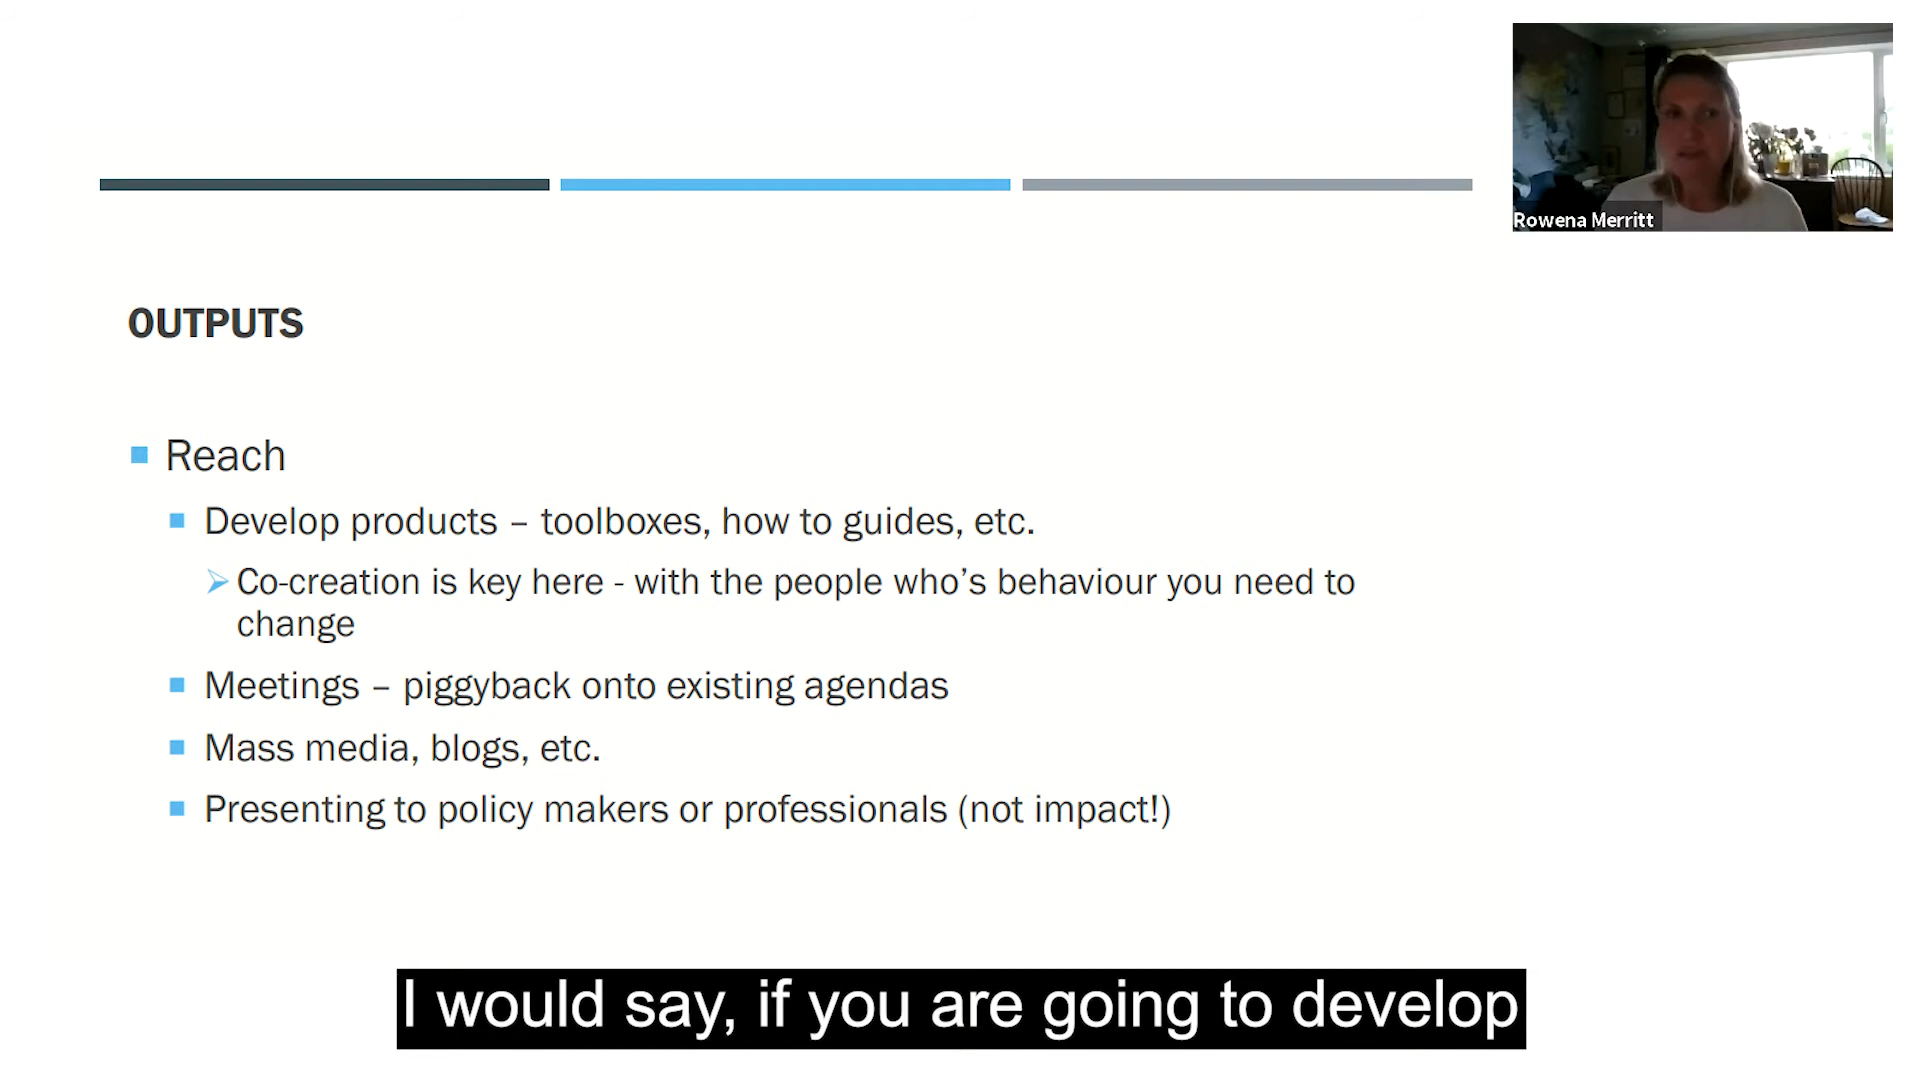 Rowena Merritt
OUTPUTS
Reach
Develop products – toolboxes, how to guides, etc.
Co-creation is key here - with the people who’s behaviour you need to
change
Meetings – piggyback onto existing agendas
Mass media, blogs, etc.
Presenting to policy makers or professionals (not impact!)
I would say, if you are going to develop